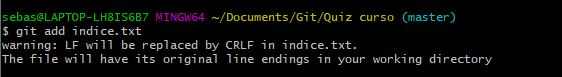 sebas@LAPTOP-LH8IS6B7 MINGW64 ~/Documents/Git/Quiz curso (master)
$ git add indice.txt
warning: LF will be replaced by CRLF in indice.txt.
The file will have its original line endings in your working directory